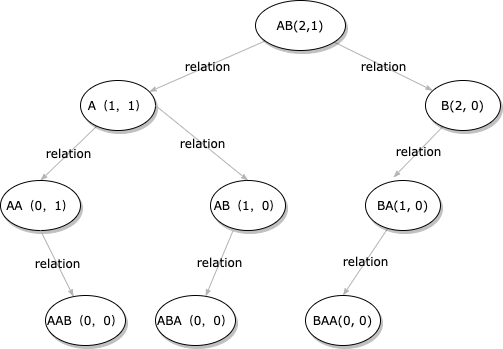 AB(2,1)
relation
relation
A (1, 1)
B(2, 0)
relation
relation
relation
AA (0, 1)
AB (1, 0)
BA(1, 0)
relation
relation
relation
AAB (0, 0)
ABA (0, 0)
BAA(0, 0)